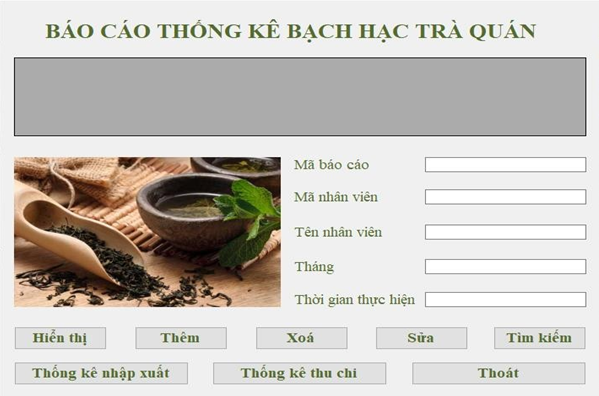 BÁO CÁO THỐNG KÊ BẠCH HẠC TRÀ QUÁN
Mã báo cáo
Mã nhân viên
Tên nhân viên
Tháng
Thời gian thực hiện
Hiển thị
Thêm
Xoá
Sửa
Tìm kiếm
Thống kê nhập xuất
Thống kê thu chi
Thoát